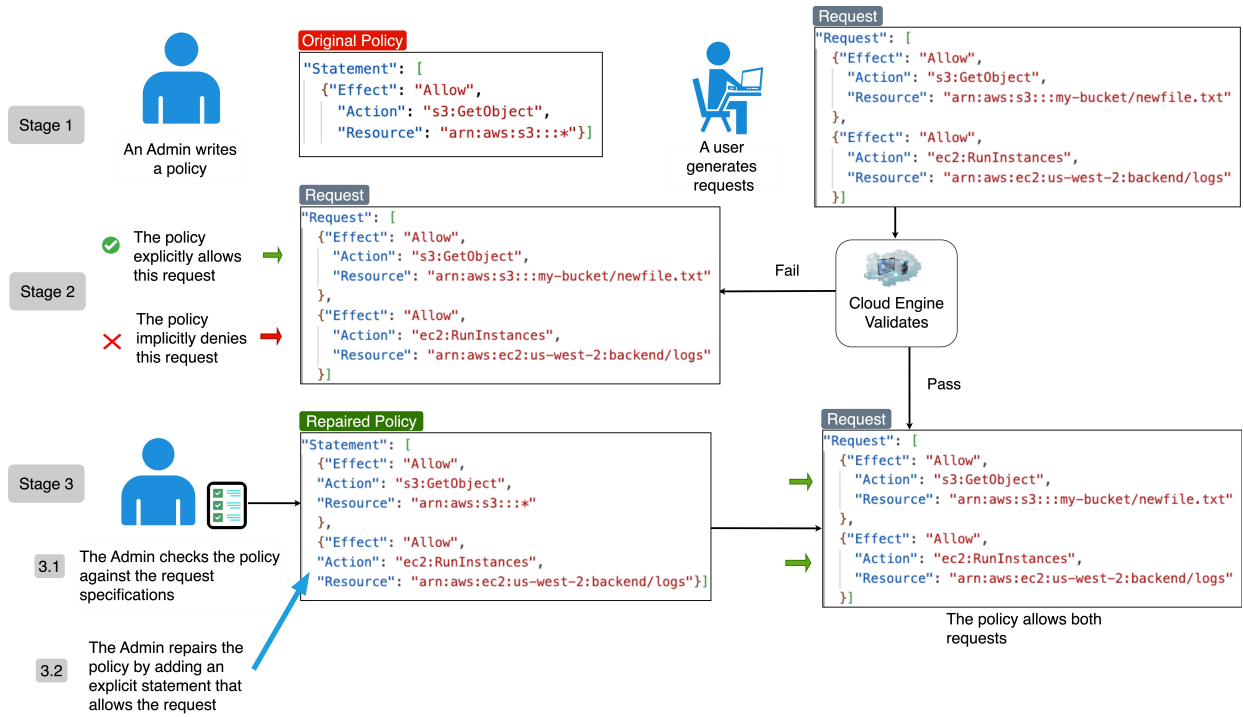 Stage 1
An Admin writes
a policy
Original Policy
"Statement": [
{"Effect": "Allow",
"Action": "s3:GetObject",
"Resource": "arn:aws:s3:::*"}]
A user
generates
requests
Request
"Request": [
{"Effect": "Allow",
"Action": "s3:GetObject",
"Resource": "arn:aws:s3:::my-bucket/newfile.txt"
},
{"Effect": "Allow",
"Action": "ec2:RunInstances",
"Resource": "arn:aws:ec2:us-west-2:backend/logs"
}]
Stage 2
The policy
explicitly allows
this request
The policy
implicitly denies
this request
Request
"Request": [
{"Effect": "Allow",
"Action": "s3:GetObject",
"Resource": "arn:aws:s3:::my-bucket/newfile.txt"
},
{"Effect": "Allow",
"Action": "ec2:RunInstances",
"Resource": "arn:aws:ec2:us-west-2:backend/logs"
}]
Fail
Cloud Engine
Validates
Pass
Stage 3
3.1
The Admin checks the policy
against the request
specifications
3.2
The Admin repairs the
policy by adding an
explicit statement that
allows the request
Repaired Policy
"Statement": [
{"Effect": "Allow",
"Action": "s3:GetObject",
"Resource": "arn:aws:s3:::*"
},
{"Effect": "Allow",
"Action": "ec2:RunInstances",
"Resource": "arn:aws:ec2:us-west-2:backend/logs"}]
Request
"Request": [
{"Effect": "Allow",
"Action": "s3:GetObject",
"Resource": "arn:aws:s3:::my-bucket/newfile.txt"
},
{"Effect": "Allow",
"Action": "ec2:RunInstances",
"Resource": "arn:aws:ec2:us-west-2:backend/logs"
}]
The policy allows both
requests